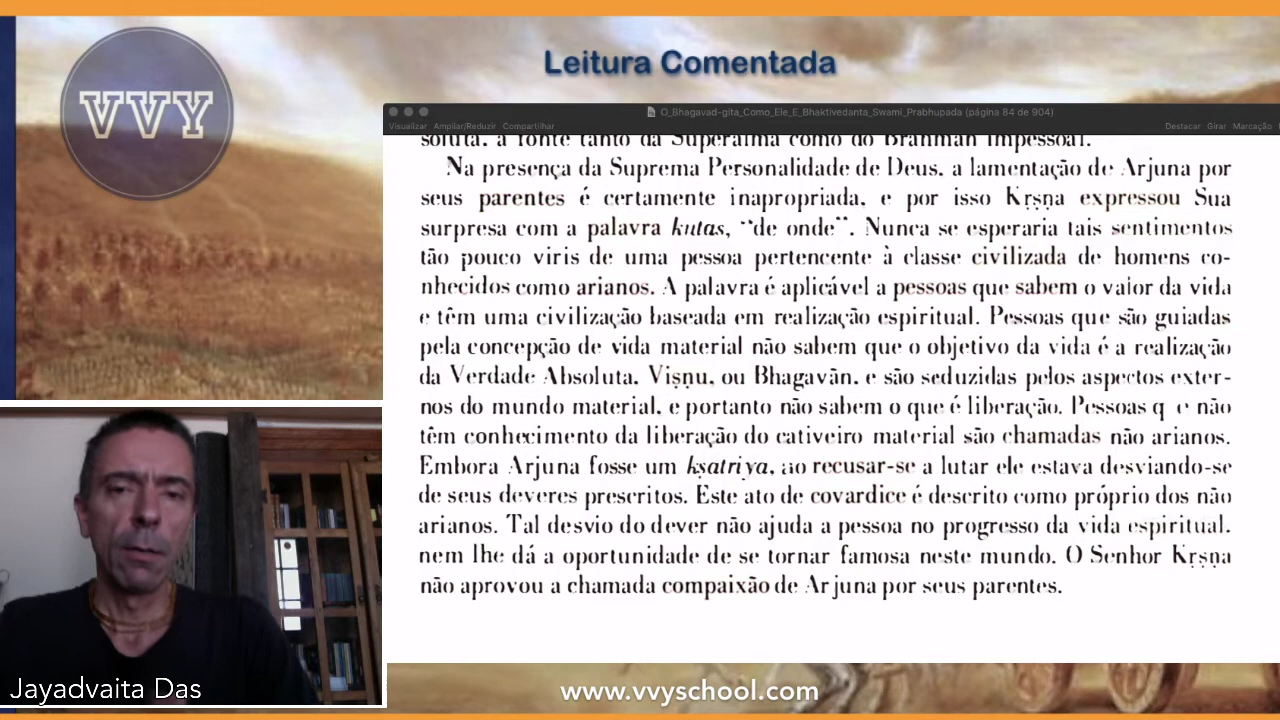 VVY
Leitura Comentada
O_Bhagavad-gita_Como_Ele_E_Bhaktivedanta_Swami_Prabhupada (página 84 de 904)
Visualizar Ampliar/Reduzir Compartilhar Destacar Girar Marcação
soluta, a fonte tanto da Superalma como do Brahman impessoal.
Na presença da Suprema Personalidade de Deus, a lamentação de Arjuna por
seus parentes é certamente inapropriada, e por isso Kṛṣṇa expressou Sua
surpresa com a palavra kutas, “de onde”. Nunca se esperaria tais sentimentos
tão pouco viris de uma pessoa pertencente à classe civilizada de homens co-
nhecidos como arianos. A palavra é aplicável a pessoas que sabem o valor da vida
e têm uma civilização baseada em realização espiritual. Pessoas que são guiadas
pela concepção de vida material não sabem que o objetivo da vida é a realização
da Verdade Absoluta, Viṣṇu, ou Bhagavān, e são seduzidas pelos aspectos exter-
nos do mundo material, e portanto não sabem o que é liberação. Pessoas q e não
têm conhecimento da liberação do cativeiro material são chamadas não arianos.
Embora Arjuna fosse um kṣatriya, ao recusar-se a lutar ele estava desviando-se
de seus deveres prescritos. Este ato de covardice é descrito como próprio dos não
arianos. Tal desvio do dever não ajuda a pessoa no progresso da vida espiritual,
nem lhe dá a oportunidade de se tornar famosa neste mundo. O Senhor Kṛṣṇa
não aprovou a chamada compaixão de Arjuna por seus parentes.
Jayadvaita Das
www.vvyschool.com